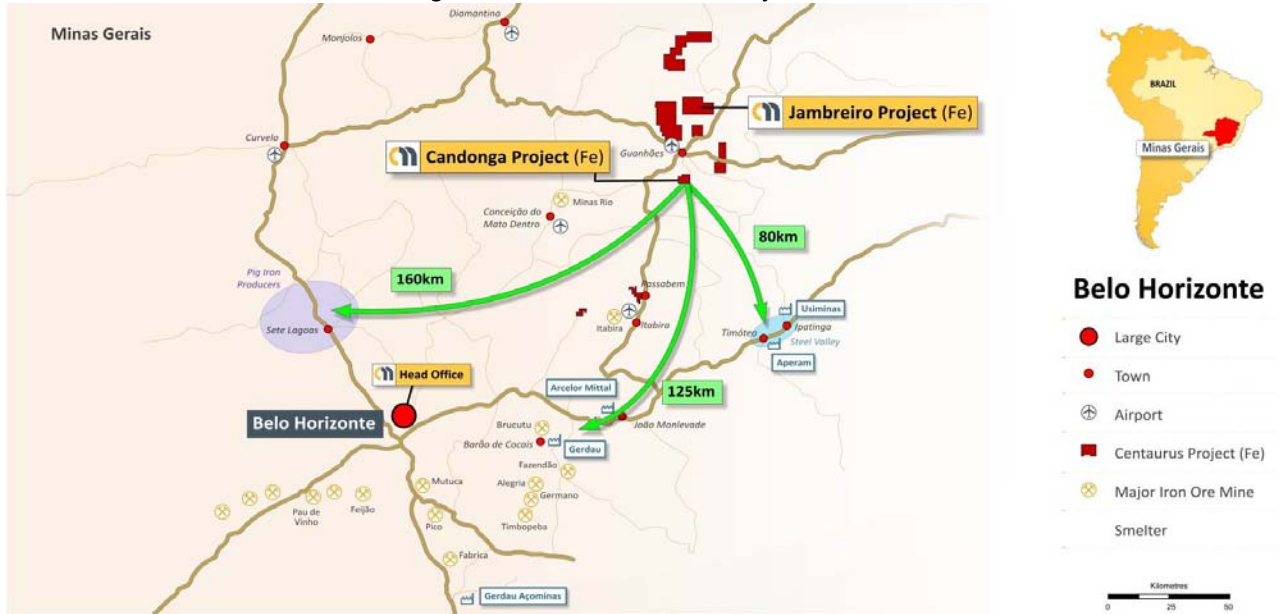 Minas Gerais
Diamantina
Monjolos
Curvelo
Guanhães
Jambreiro Project (Fe)
Candonga Project (Fe)
Minas Rio
Conceição do
Mato Dentro
80km
160km
Pig Iron
Producers
Sete Lagoas
Passabem
Itabira
Itabira
Usiminas
Ipatinga
Timóteo
Steel Valley
Aperam
Head Office
Belo Horizonte
Arcelor Mittal
125km
João Monlevade
Brucutu
Barão de Cocais
Gerdau
Fazendão
Alegria
Germano
Timbopeba
Mutuca
Pau de
Vinho
Feijão
Pico
Fabrica
Gerdau Açominas
BRAZIL
Minas Gerais
Belo Horizonte
Large City
Town
Airport
Centaurus Project (Fe)
Major Iron Ore Mine
Smelter
Kilometres
0 25 50